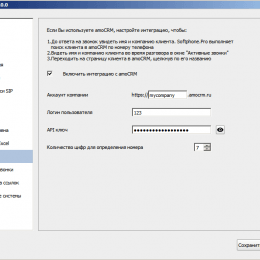 0.0
Если Вы используете amoCRM, настройте интеграцию, чтобы:
1.До ответа на звонок увидеть имя и компанию клиента. Softphone.Pro выполняет
поиск клиента в amoCRM по номеру телефона
2.Видеть имя и компанию клиента во время разговора в окне "Активные звонки"
3.Переходить на страницу клиента в amoCRM, щелкнув по его названию
Включить интеграцию с amoCRM
и SIP
Аккаунт компании https:// mycompany .amocrm.ru
Логин пользователя 123
API ключ
Excel
Количество цифр для определения номера 7
звонки
в ссылок
е системы
Сохранить